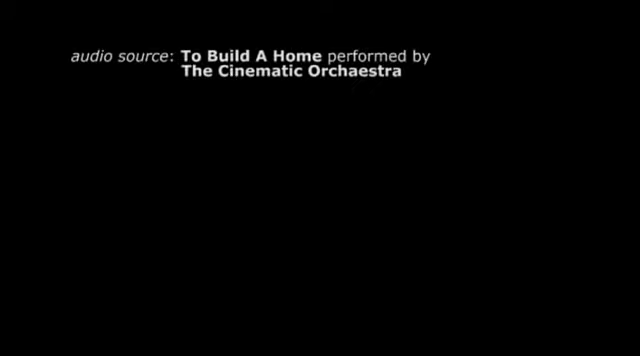 audio source: To Build A Home performed by
The Cinematic Orchaestra